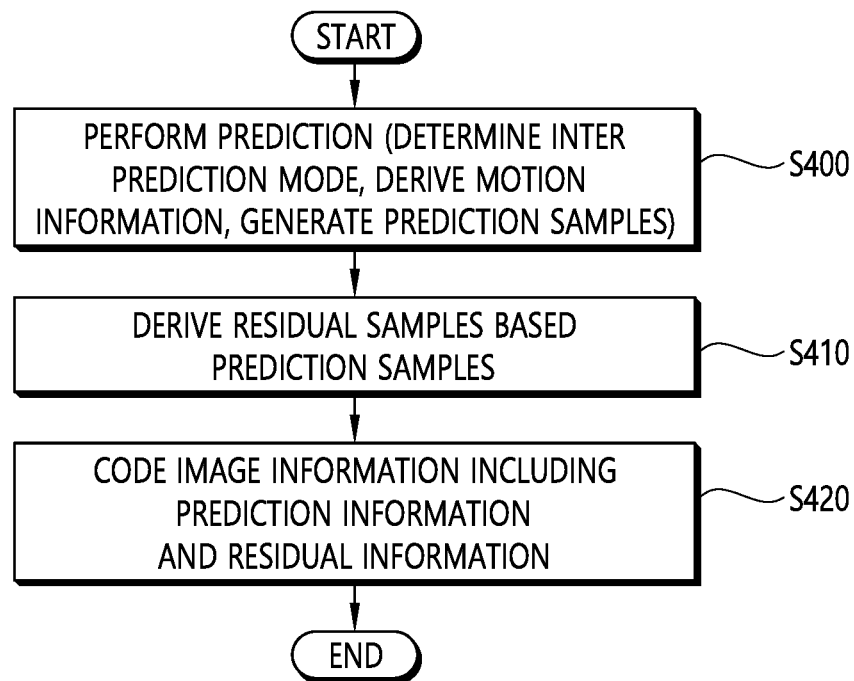 START
PERFORM PREDICTION (DETERMINE INTER
PREDICTION MODE, DERIVE MOTION
INFORMATION, GENERATE PREDICTION SAMPLES)
S400
DERIVE RESIDUAL SAMPLES BASED
PREDICTION SAMPLES
S410
CODE IMAGE INFORMATION INCLUDING
PREDICTION INFORMATION
AND RESIDUAL INFORMATION
S420
END